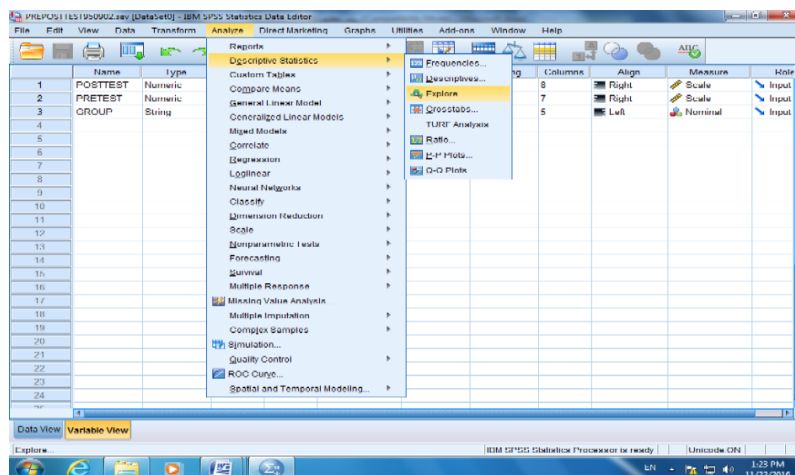 PREPOSTTEST950902.sav [DataSet0] - IBM SPSS Statistics Data Editor
File Edit View Data Transform Analyze Direct Marketing Graphs Utilities Add-ons Window Help
Reports
Descriptive Statistics
Custom Tables
Compare Means
General Linear Model
Generalized Linear Models
Mixed Models
Correlate
Regression
Loglinear
Neural Networks
Classify
Dimension Reduction
Scale
Nonparametric Tests
Forecasting
Survival
Multiple Response
Missing Value Analysis
Multiple Imputation
Complex Samples
Simulation...
Quality Control
ROC Curve...
Spatial and Temporal Modeling...
Frequencies...
Descriptives...
Explore
Crosstabs...
TURF Analysis
Ratio...
P-P Plots...
Q-Q Plots
Name Type Columns Align Measure Role
1 POSTTEST Numeric 8 Right Scale Input
2 PRETEST Numeric 7 Right Scale Input
3 GROUP String 5 Left Nominal Input
4
5
6
7
8
9
10
11
12
13
14
15
16
17
18
19
20
21
22
23
24
Data View Variable View
Explore... IBM SPSS Statistics Processor is ready Unicode:ON
EN 1:23 PM
11/23/2016